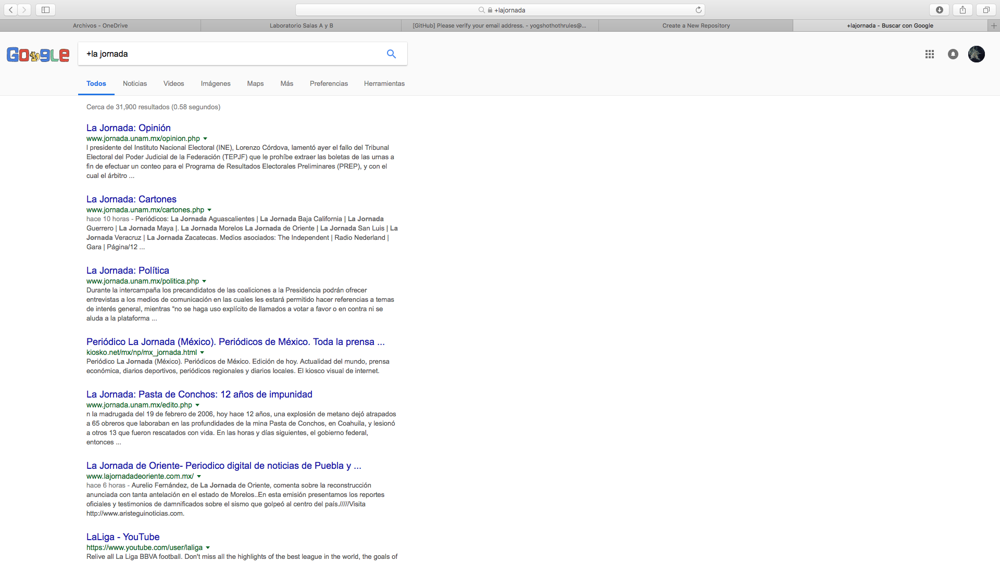 +lajornada
Archivos - OneDrive
Laboratorio Salas A y B
[GitHub] Please verify your email address. - yogshothothrules@...
Create a New Repository
+lajornada - Buscar con Google
Google
+la jornada
Todos
Noticias
Videos
Imágenes
Maps
Más
Preferencias
Herramientas
Cerca de 31,900 resultados (0.58 segundos)
La Jornada: Opinión
www.jornada.unam.mx/opinion.php
l presidente del Instituto Nacional Electoral (INE), Lorenzo Córdova, lamentó ayer el fallo del Tribunal
Electoral del Poder Judicial de la Federación (TEPJF) que le prohíbe extraer las boletas de las urnas a
fin de efectuar un conteo para el Programa de Resultados Electorales Preliminares (PREP), y con el
cual el árbitro ...
La Jornada: Cartones
www.jornada.unam.mx/cartones.php
hace 10 horas - Periódicos: La Jornada Aguascalientes | La Jornada Baja California | La Jornada
Guerrero | La Jornada Maya |. La Jornada Morelos La Jornada de Oriente | La Jornada San Luis | La
Jornada Veracruz | La Jornada Zacatecas. Medios asociados: The Independent | Radio Nederland |
Gara | Página/12 ...
La Jornada: Política
www.jornada.unam.mx/politica.php
Durante la intercampaña los precandidatos de las coaliciones a la Presidencia podrán ofrecer
entrevistas a los medios de comunicación en las cuales les estará permitido hacer referencias a temas
de interés general, mientras “no se haga uso explícito de llamados a votar a favor o en contra ni se
aluda a la plataforma ...
Periódico La Jornada (México). Periódicos de México. Toda la prensa ...
kiosko.net/mx/np/mx_jornada.html
Periódico La Jornada (México). Periódicos de México. Edición de hoy. Actualidad del mundo, prensa
económica, diarios deportivos, periódicos regionales y diarios locales. El kiosco visual de internet.
La Jornada: Pasta de Conchos: 12 años de impunidad
www.jornada.unam.mx/edito.php
n la madrugada del 19 de febrero de 2006, hoy hace 12 años, una explosión de metano dejó atrapados
a 65 obreros que laboraban en las profundidades de la mina Pasta de Conchos, en Coahuila, y lesionó
a otros 13 que fueron rescatados con vida. En las horas y días siguientes, el gobierno federal,
entonces ...
La Jornada de Oriente- Periodico digital de noticias de Puebla y ...
www.lajornadadeoriente.com.mx/
hace 6 horas - Aurelio Fernández, de La Jornada de Oriente, comenta sobre la reconstrucción
anunciada con tanta antelación en el estado de Morelos..En esta emisión presentamos los reportes
oficiales y testimonios de damnificados sobre el sismo que golpeó al centro del país./////Visita
http://www.aristeguinoticias.com.
LaLiga - YouTube
https://www.youtube.com/user/laliga
Relive all La Liga BBVA football. Don't miss all the highlights of the best league in the world, the goals of